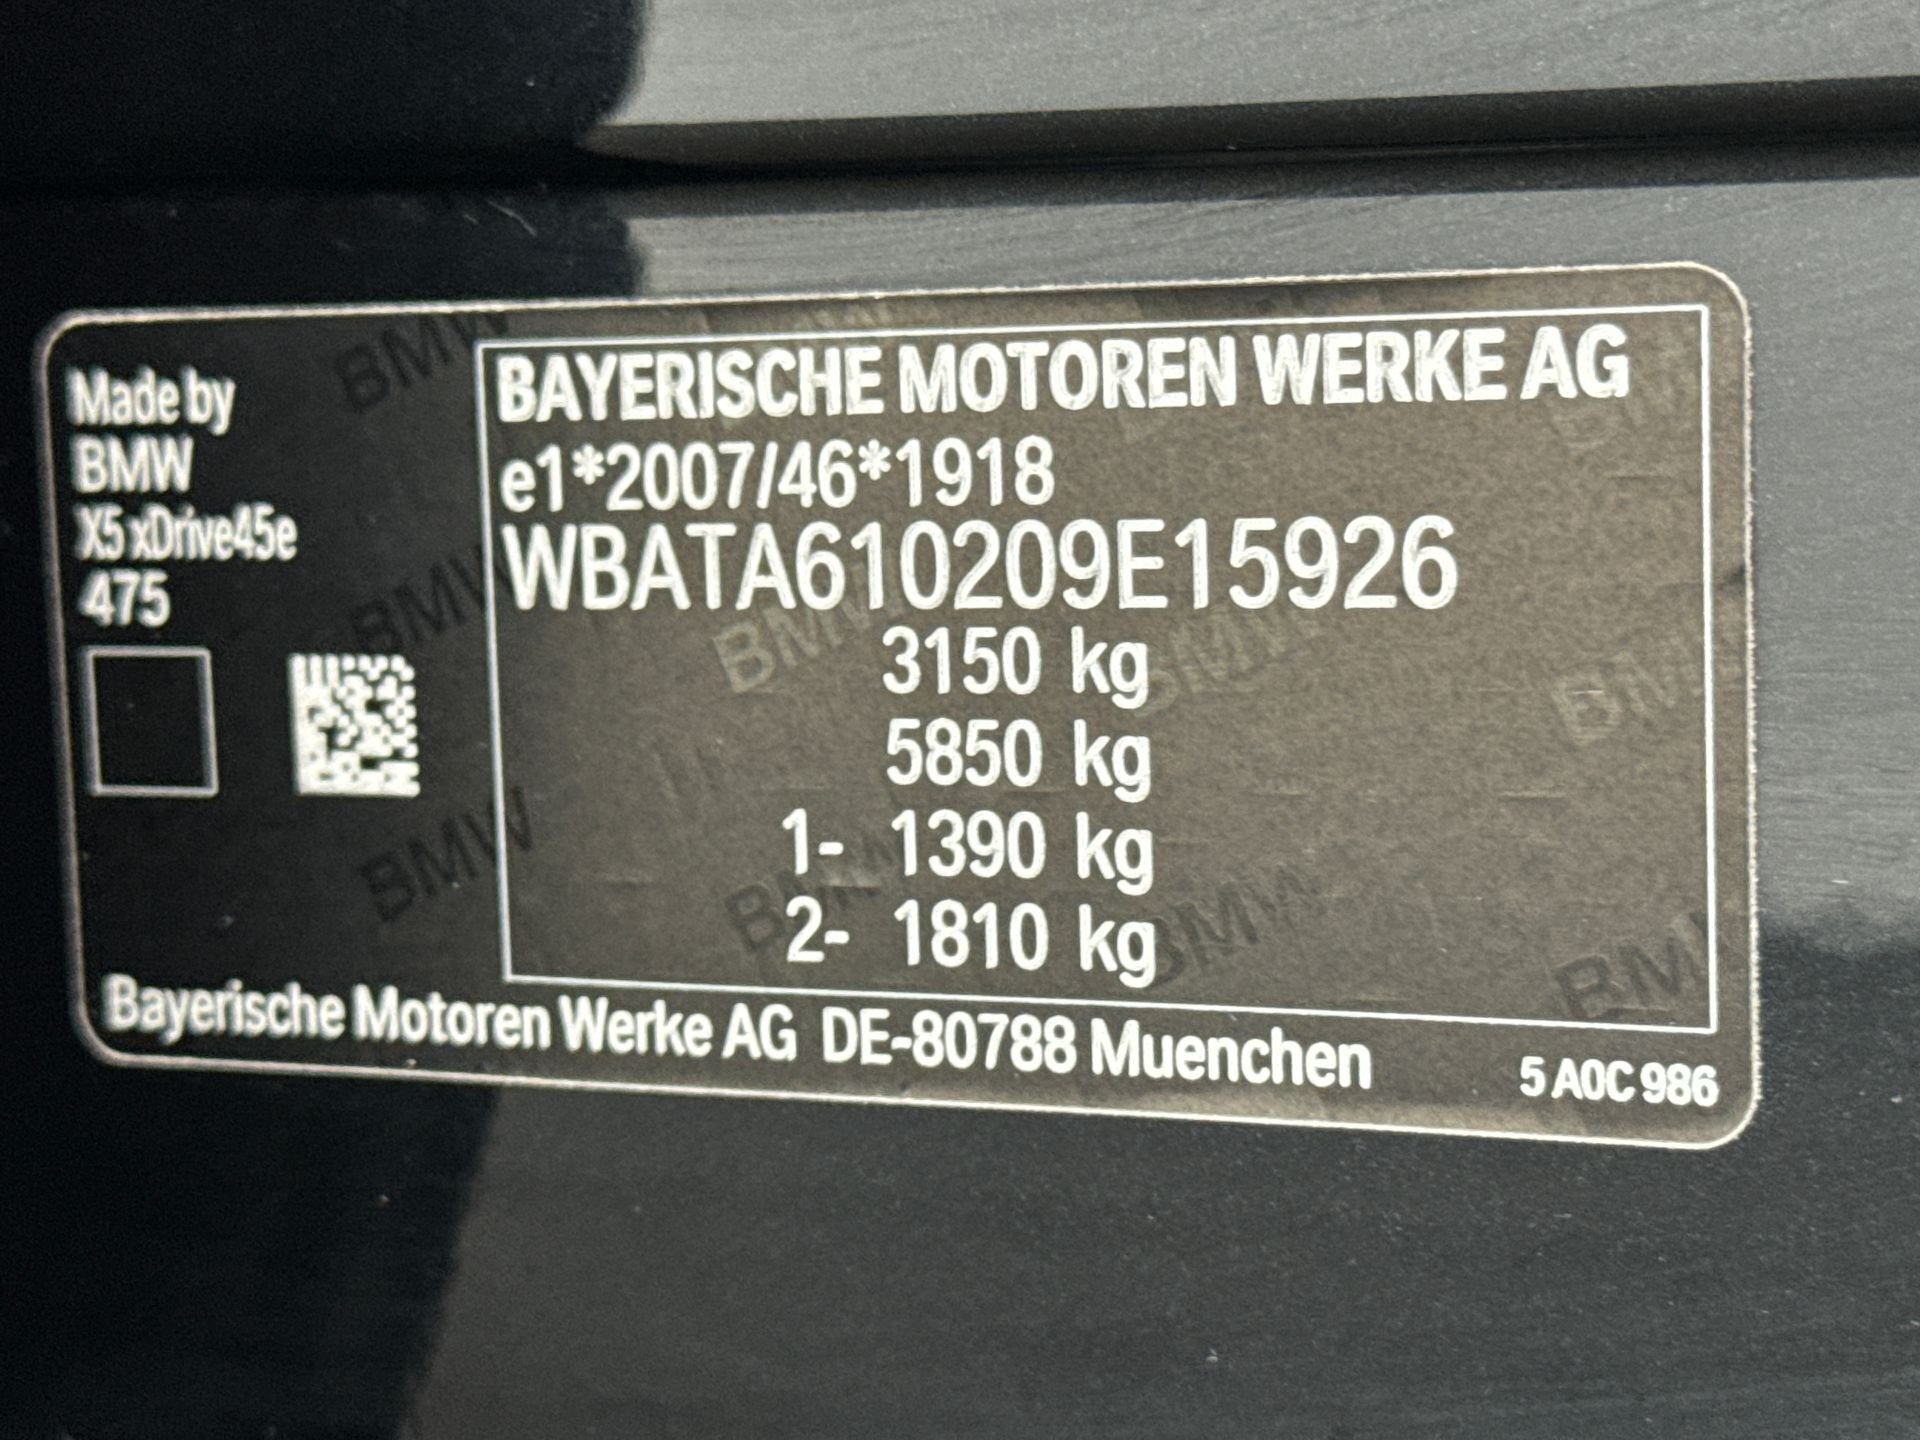 Made by
BMW
X5 xDrive45e
475
BAYERISCHE MOTOREN WERKE AG
e1*2007/46*1918
WBATA610209E15926
3150 kg
5850 kg
1- 1390 kg
2- 1810 kg
Bayerische Motoren Werke AG DE-80788 Muenchen
5 A0C 986